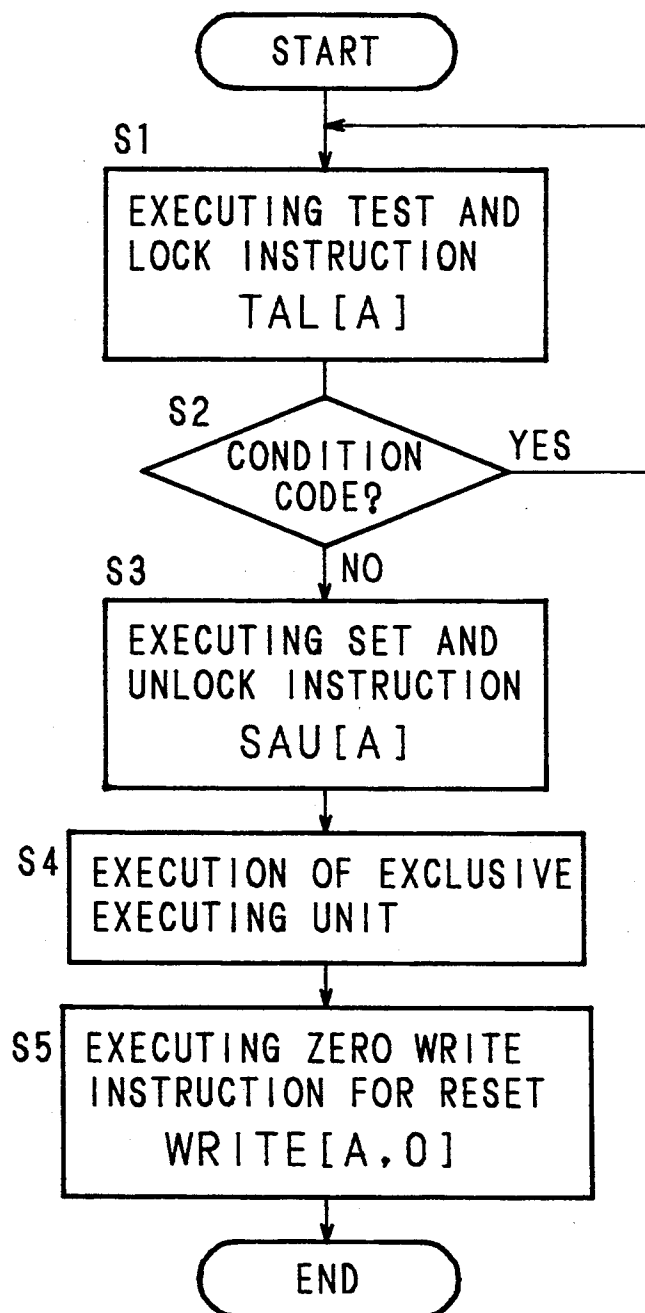 START
S1
EXECUTING TEST AND
LOCK INSTRUCTION
TAL[A]
S2
CONDITION
CODE?
YES
NO
S3
EXECUTING SET AND
UNLOCK INSTRUCTION
SAU[A]
S4
EXECUTION OF EXCLUSIVE
EXECUTING UNIT
S5
EXECUTING ZERO WRITE
INSTRUCTION FOR RESET
WRITE[A,0]
END